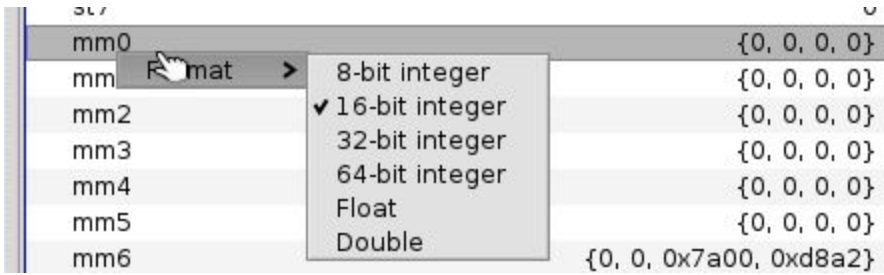 mm0 {0, 0, 0, 0}
Format >
mm {0, 0, 0, 0}
8-bit integer
✔ 16-bit integer
32-bit integer
64-bit integer
Float
Double
mm2 {0, 0, 0, 0}
mm3 {0, 0, 0, 0}
mm4 {0, 0, 0, 0}
mm5 {0, 0, 0, 0}
mm6 {0, 0, 0x7a00, 0xd8a2}